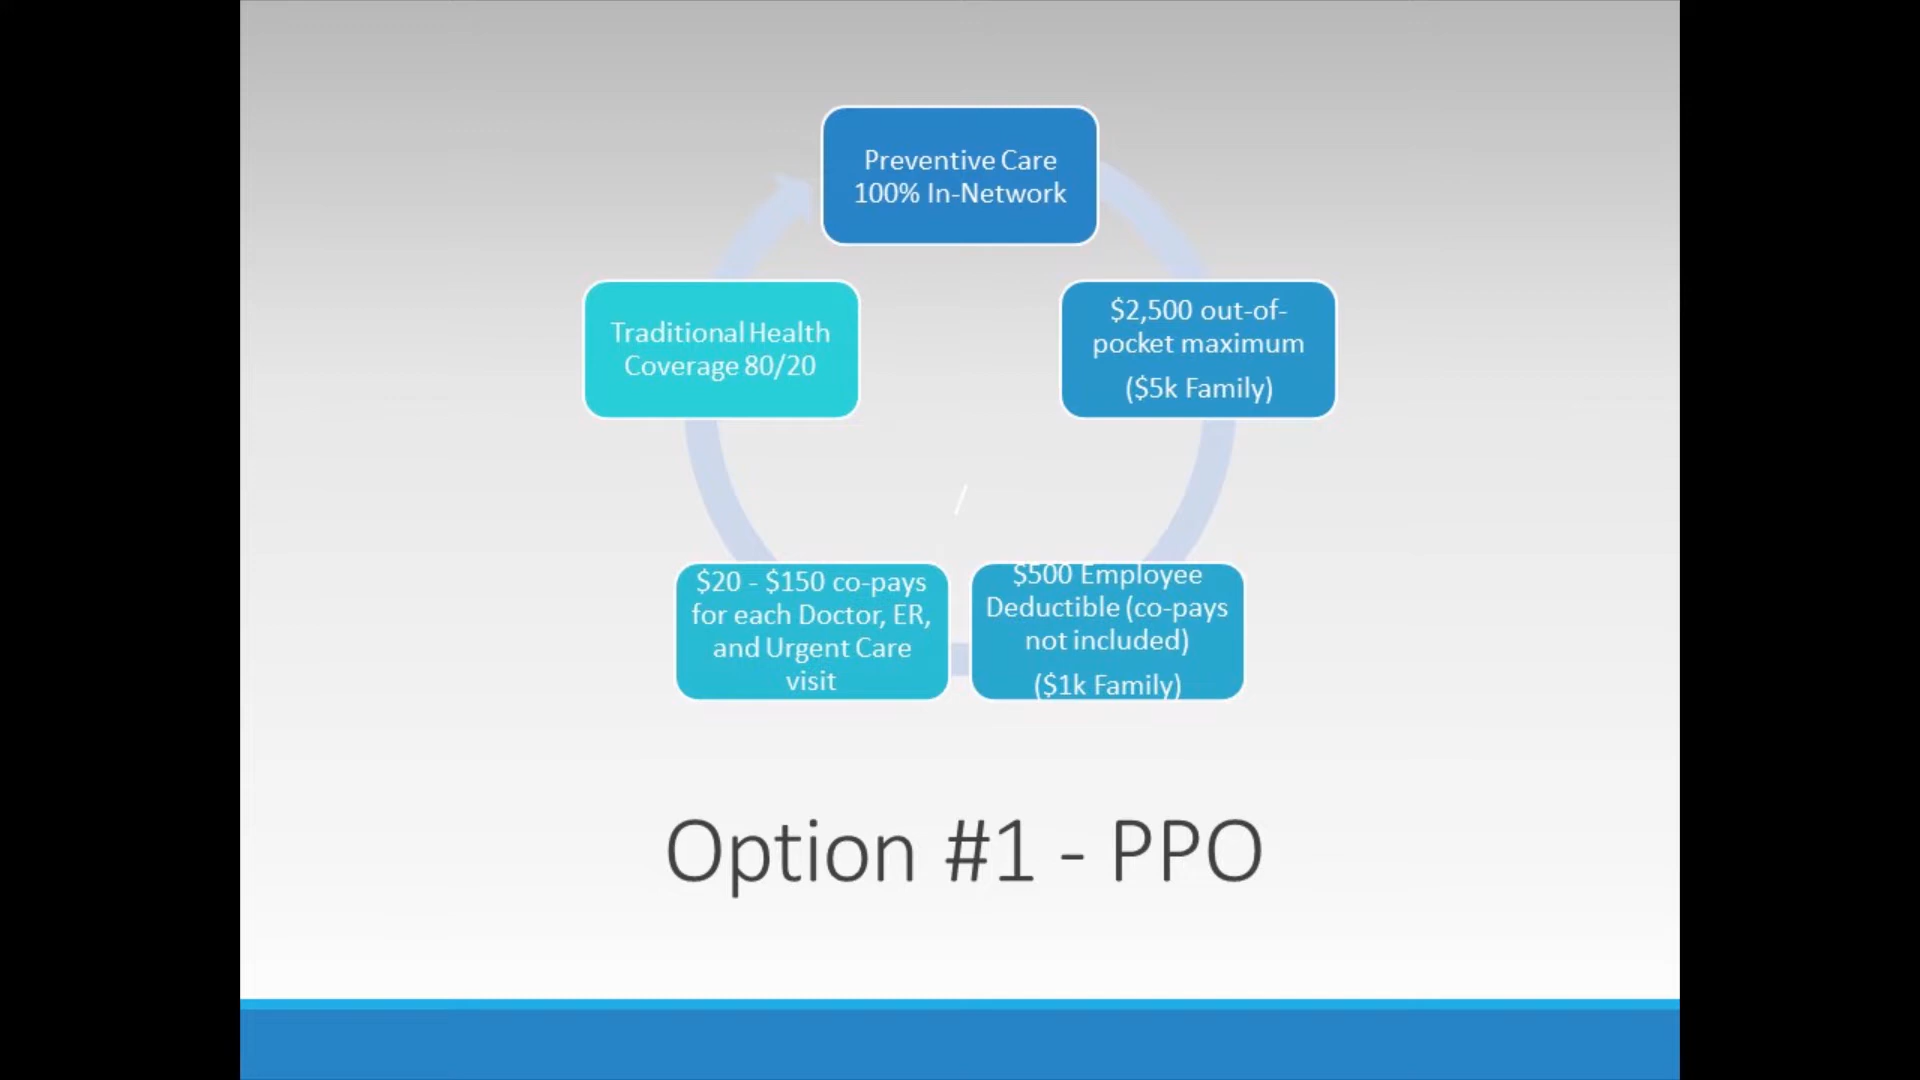 Preventive Care
100% In-Network
$2,500 out-of-
pocket maximum
($5k Family)
$500 Employee
Deductible (co-pays
not included)
($1k Family)
$20 - $150 co-pays
for each Doctor, ER,
and Urgent Care
visit
Traditional Health
Coverage 80/20
/
Option #1 - PPO